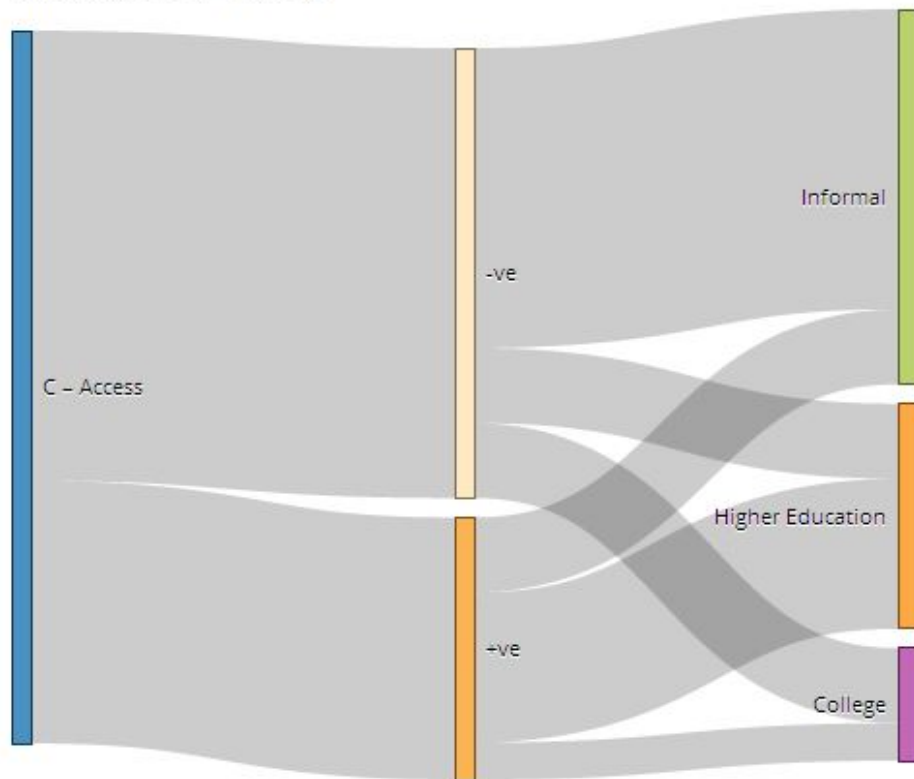 C – Access
-ve
+ve
Informal
Higher Education
College